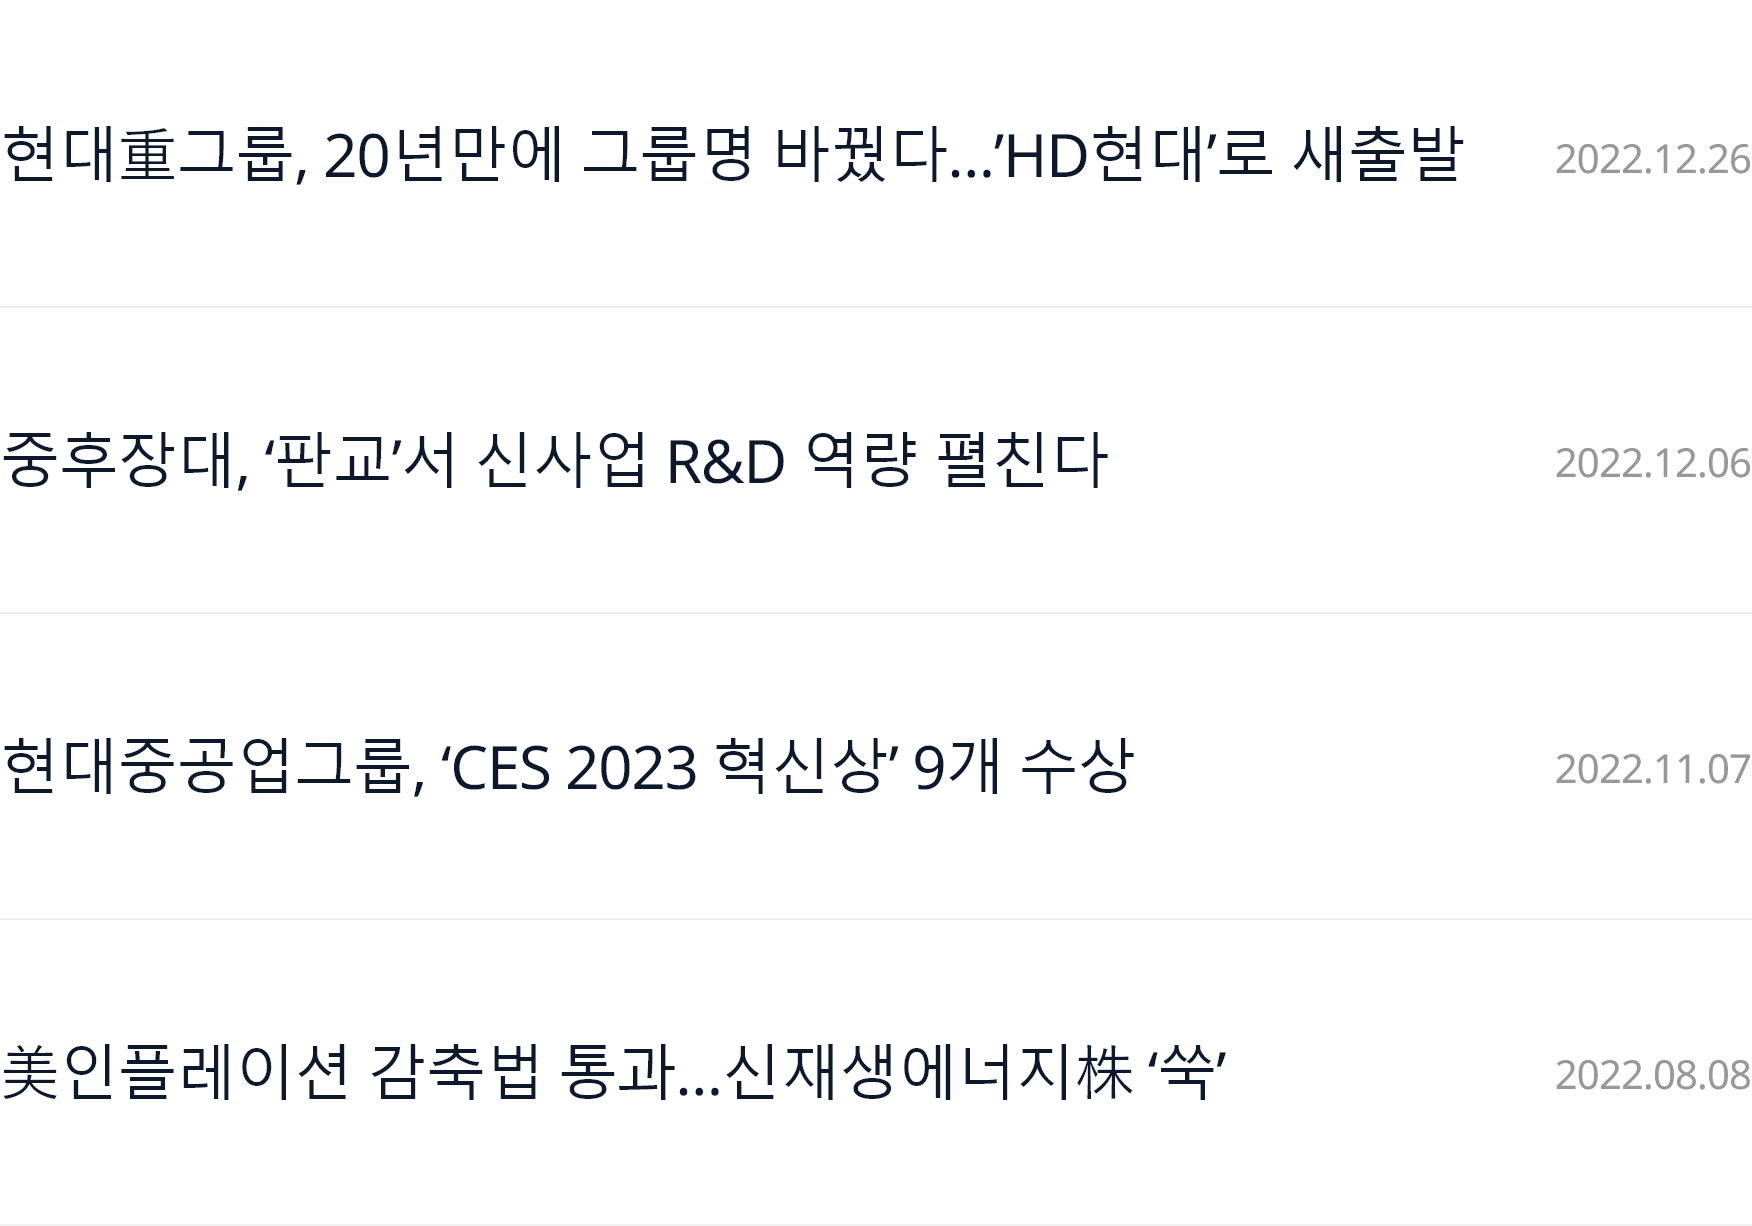 현대重그룹, 20년만에 그룹명 바꿨다…’HD현대’로 새출발 2022.12.26
중후장대, ‘판교’서 신사업 R&D 역량 펼친다 2022.12.06
현대중공업그룹, ‘CES 2023 혁신상’ 9개 수상 2022.11.07
美인플레이션 감축법 통과…신재생에너지株 ‘쑥’ 2022.08.08